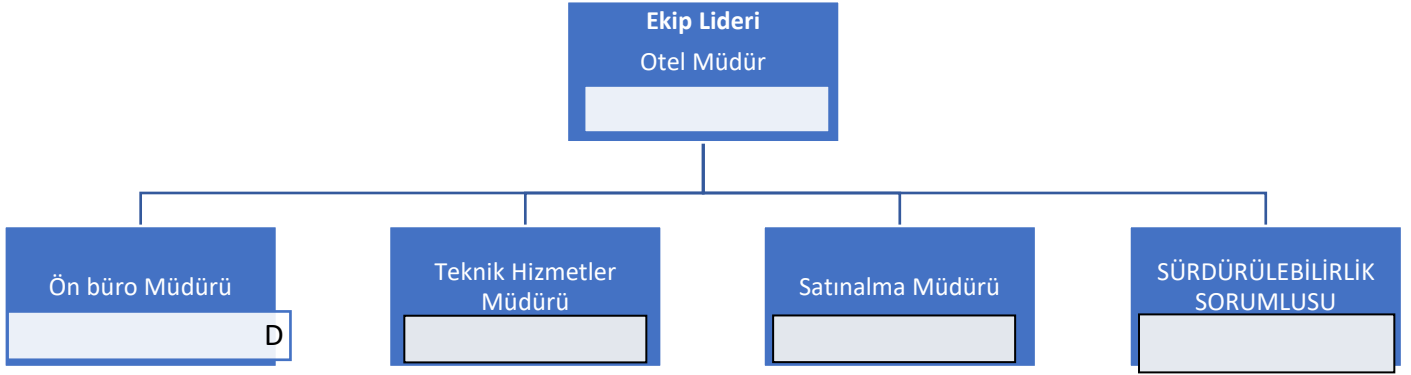 Ekip Lideri
Otel Müdür
Ön büro Müdürü
D
Teknik Hizmetler
Müdürü
Satınalma Müdürü
SÜRDÜRÜLEBİLİRLİK
SORUMLUSU